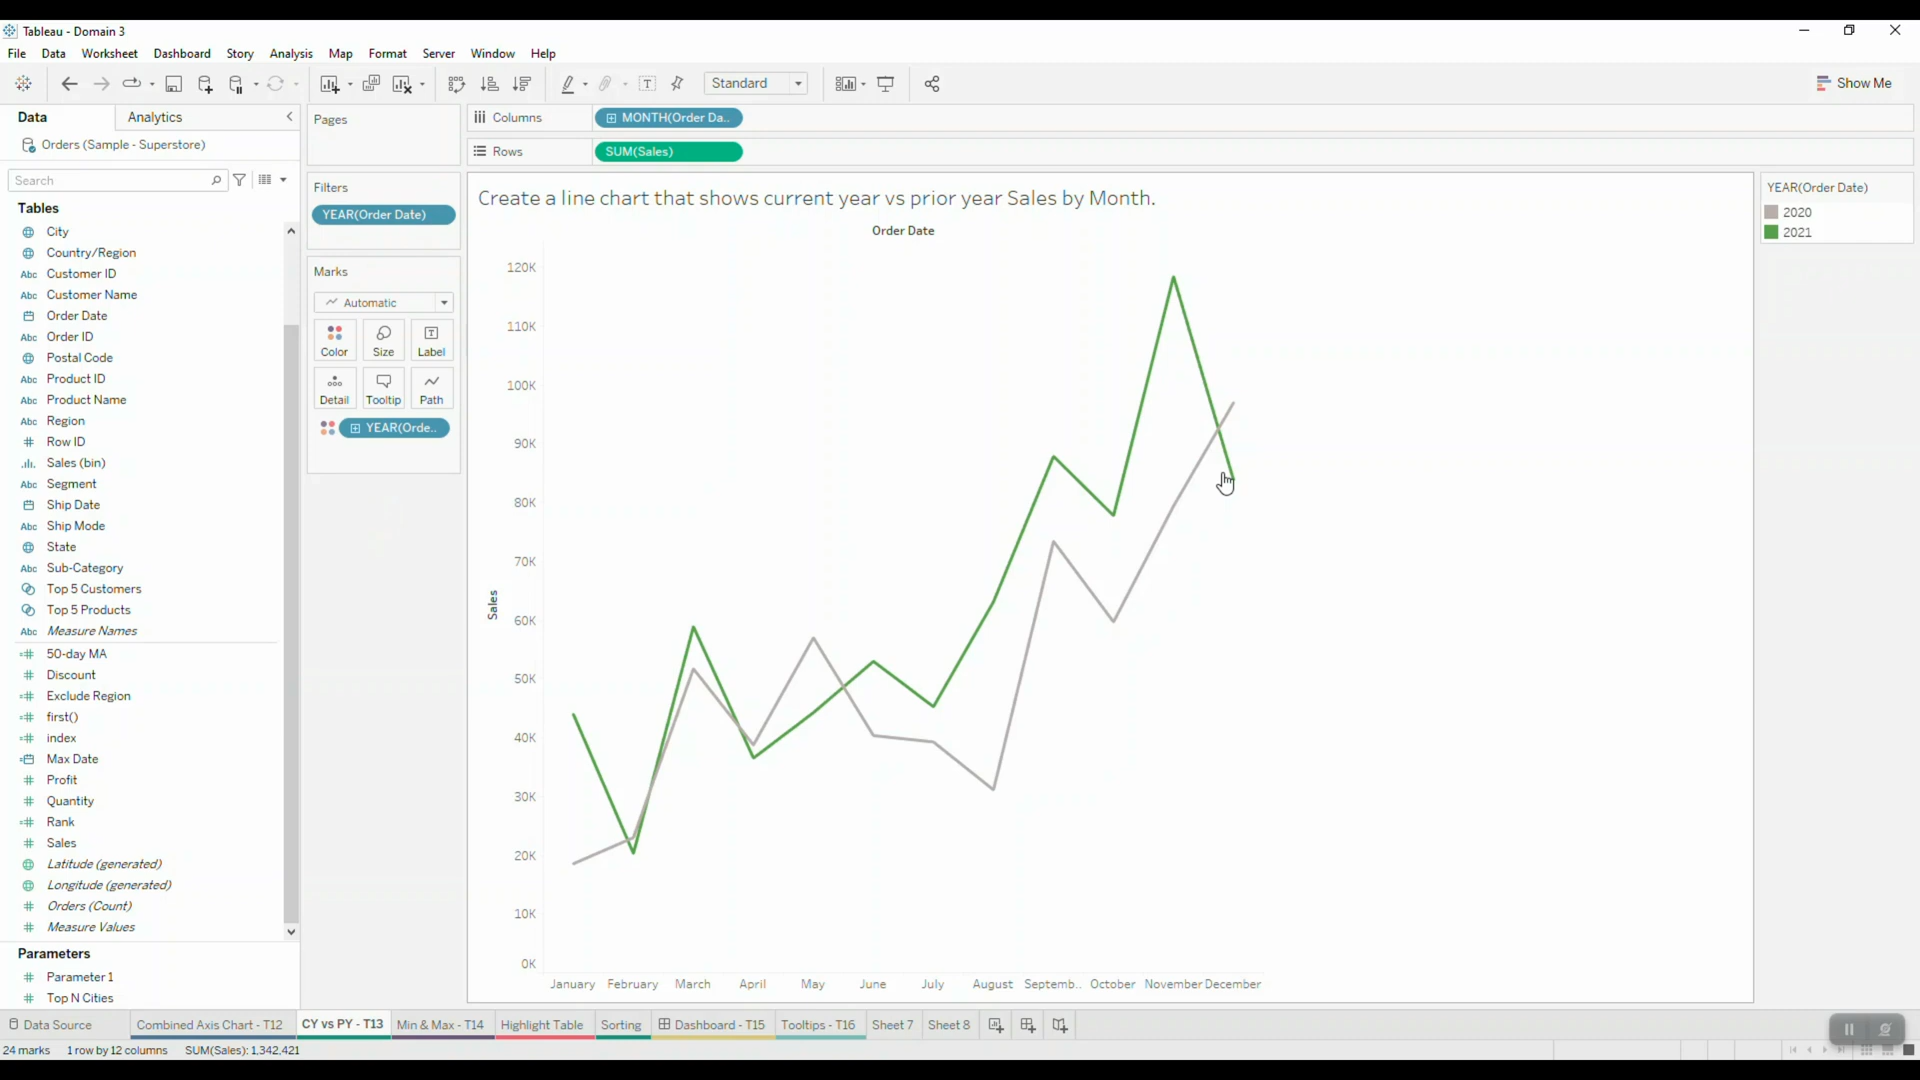 Tableau - Domain 3
File Data Worksheet Dashboard Story Analysis Map Format Server Window Help
Standard
Show Me
Data Analytics
Orders (Sample - Superstore)
Search
Tables
City
Country/Region
Abc Customer ID
Abc Customer Name
Order Date
Abc Order ID
Postal Code
Abc Product ID
Abc Product Name
Abc Region
# Row ID
Sales (bin)
Abc Segment
Ship Date
Abc Ship Mode
State
Abc Sub-Category
Top 5 Customers
Top 5 Products
Abc Measure Names
=# 50-day MA
# Discount
=# Exclude Region
=# first()
=# index
Max Date
# Profit
# Quantity
=# Rank
# Sales
Latitude (generated)
Longitude (generated)
# Orders (Count)
# Measure Values
Parameters
# Parameter 1
# Top N Cities
Pages
Filters
YEAR(Order Date)
Marks
Automatic
Color Size Label
Detail Tooltip Path
YEAR(Orde..
Columns MONTH(Order Da..
Rows SUM(Sales)
Create a line chart that shows current year vs prior year Sales by Month.
Order Date
120K
110K
100K
90K
80K
70K
60K
50K
40K
30K
20K
10K
0K
Sales
January February March April May June July August Septemb.. October November December
YEAR(Order Date)
2020
2021
Data Source Combined Axis Chart - T12 CY vs PY - T13 Min & Max - T14 Highlight Table Sorting Dashboard - T15 Tooltips - T16 Sheet 7 Sheet 8
24 marks 1 row by 12 columns SUM(Sales): 1,342,421